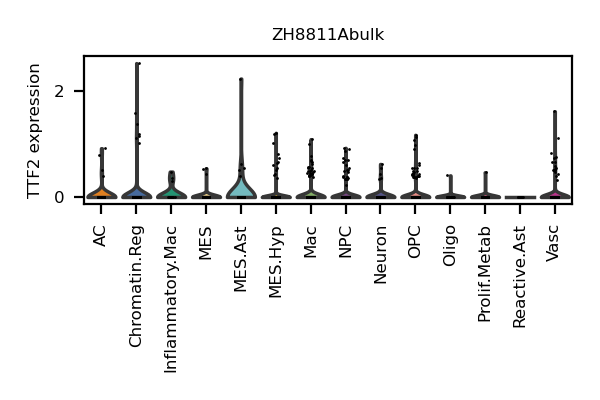 ZH8811Abulk
TTF2 expression
2
0
AC
Chromatin.Reg
Inflammatory.Mac
MES
MES.Ast
MES.Hyp
Mac
NPC
Neuron
OPC
Oligo
Prolif.Metab
Reactive.Ast
Vasc